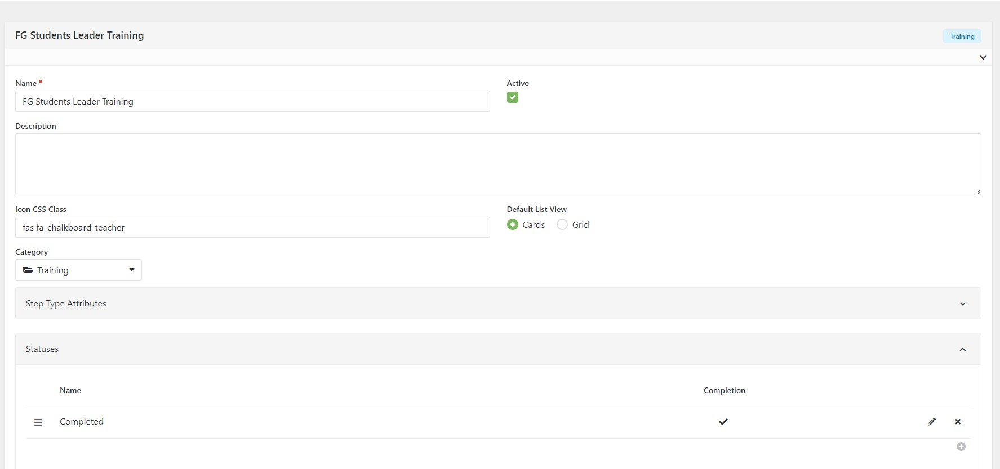 FG Students Leader Training
Training
Name
Active
FG Students Leader Training
Description
Icon CSS Class
Default List View
fas fa-chalkboard-teacher
Cards
Grid
Category
Training
Step Type Attributes
Statuses
Name
Completion
Completed